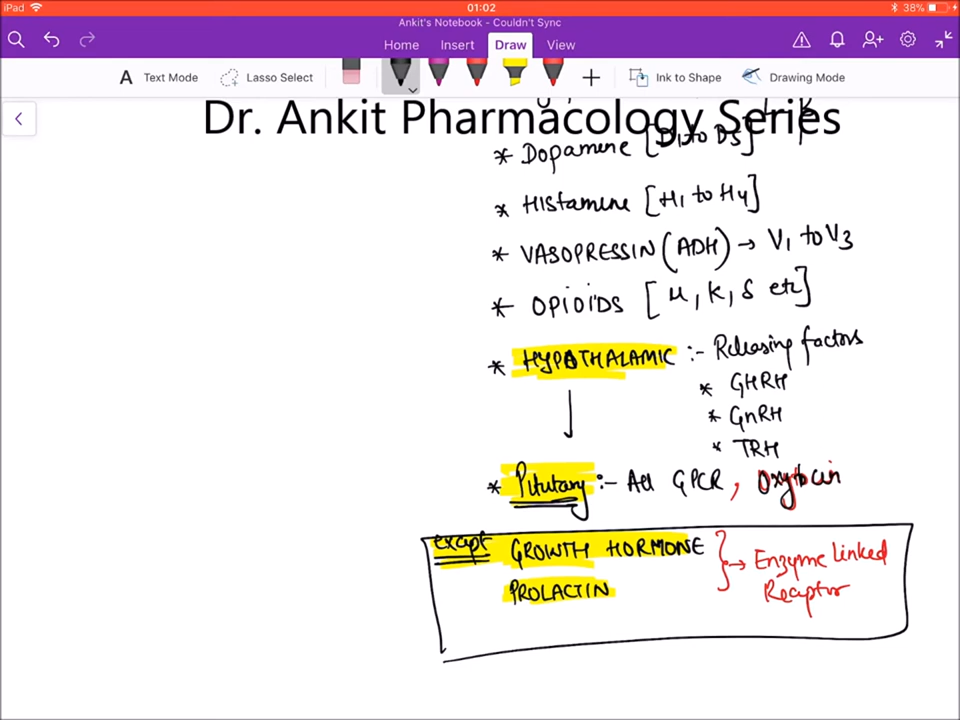 iPad 01:02 38%
Ankit's Notebook - Couldn't Sync
Home Insert Draw View
A Text Mode Lasso Select Ink to Shape Drawing Mode
Dr. Ankit Pharmacology Series
* Dopamine [D1 to D5]
* Histamine [H1 to H4]
* VASOPRESSIN (ADH) → V1 to V3
* OPIOIDS [μ, K, δ etc]
* HYPOTHALAMIC :- Releasing factors
* GHRH
* GnRH
* TRH
* Pitutary :- All GPCR, Oxytocin
except GROWTH HORMONE } → Enzyme linked
PROLACTIN Receptor